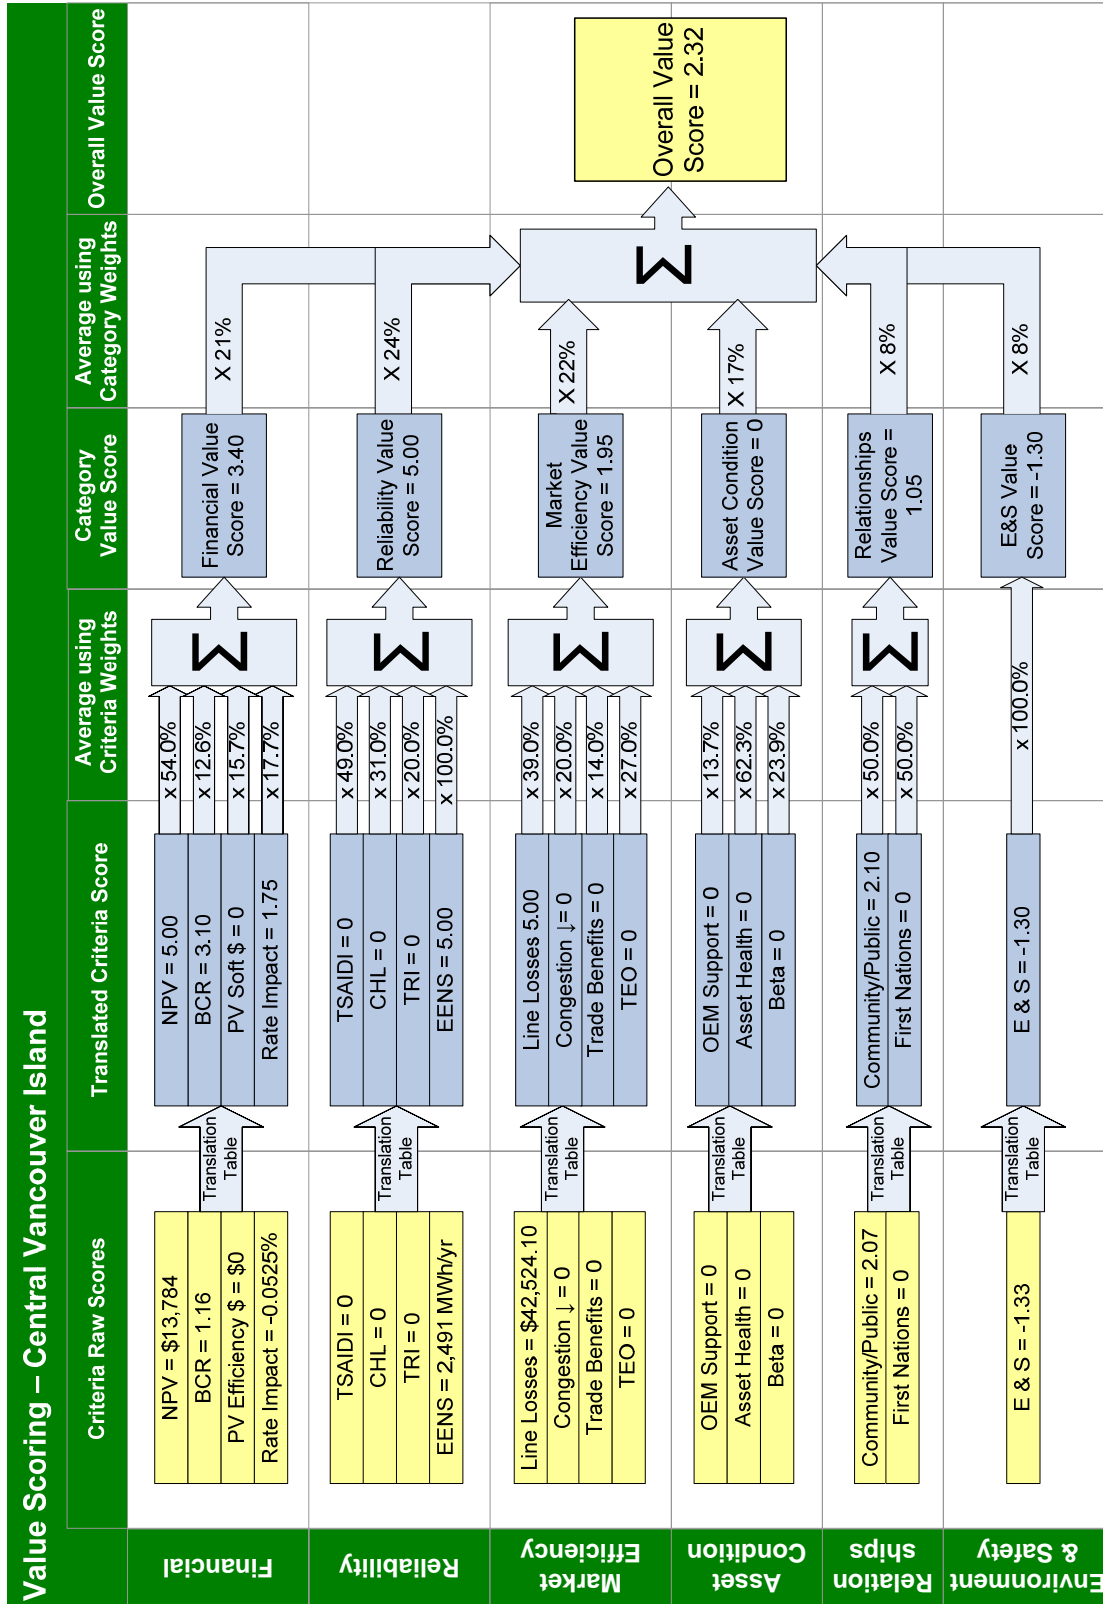 Value Scoring – Central Vancouver Island
Criteria Raw Scores
Translated Criteria Score
Average using
Criteria Weights
Category
Value Score
Average using
Category Weights
Overall Value Score
Financial
NPV = $13,784
BCR = 1.16
PV Efficiency $ = $0
Rate Impact = -0.0525%
Translation
Table
NPV = 5.00
BCR = 3.10
PV Soft $ = 0
Rate Impact = 1.75
x 54.0%
x 12.6%
x 15.7%
x 17.7%
Σ
Financial Value
Score = 3.40
X 21%
Reliability
TSAIDI = 0
CHL = 0
TRI = 0
EENS = 2,491 MWh/yr
Translation
Table
TSAIDI = 0
CHL = 0
TRI = 0
EENS = 5.00
x 49.0%
x 31.0%
x 20.0%
x 100.0%
Σ
Reliability Value
Score = 5.00
X 24%
Market
Efficiency
Line Losses = $42,524.10
Congestion ↓ = 0
Trade Benefits = 0
TEO = 0
Translation
Table
Line Losses 5.00
Congestion ↓= 0
Trade Benefits = 0
TEO = 0
x 39.0%
x 20.0%
x 14.0%
x 27.0%
Σ
Market
Efficiency Value
Score = 1.95
X 22%
Σ
Overall Value
Score = 2.32
Asset
Condition
OEM Support = 0
Asset Health = 0
Beta = 0
Translation
Table
OEM Support = 0
Asset Health = 0
Beta = 0
x 13.7%
x 62.3%
x 23.9%
Σ
Asset Condition
Value Score = 0
X 17%
Relation
ships
Community/Public = 2.07
First Nations = 0
Translation
Table
Community/Public = 2.10
First Nations = 0
x 50.0%
x 50.0%
Σ
Relationships
Value Score =
1.05
X 8%
Environment
& Safety
E & S = -1.33
Translation
Table
E & S = -1.30
x 100.0%
E&S Value
Score = -1.30
X 8%